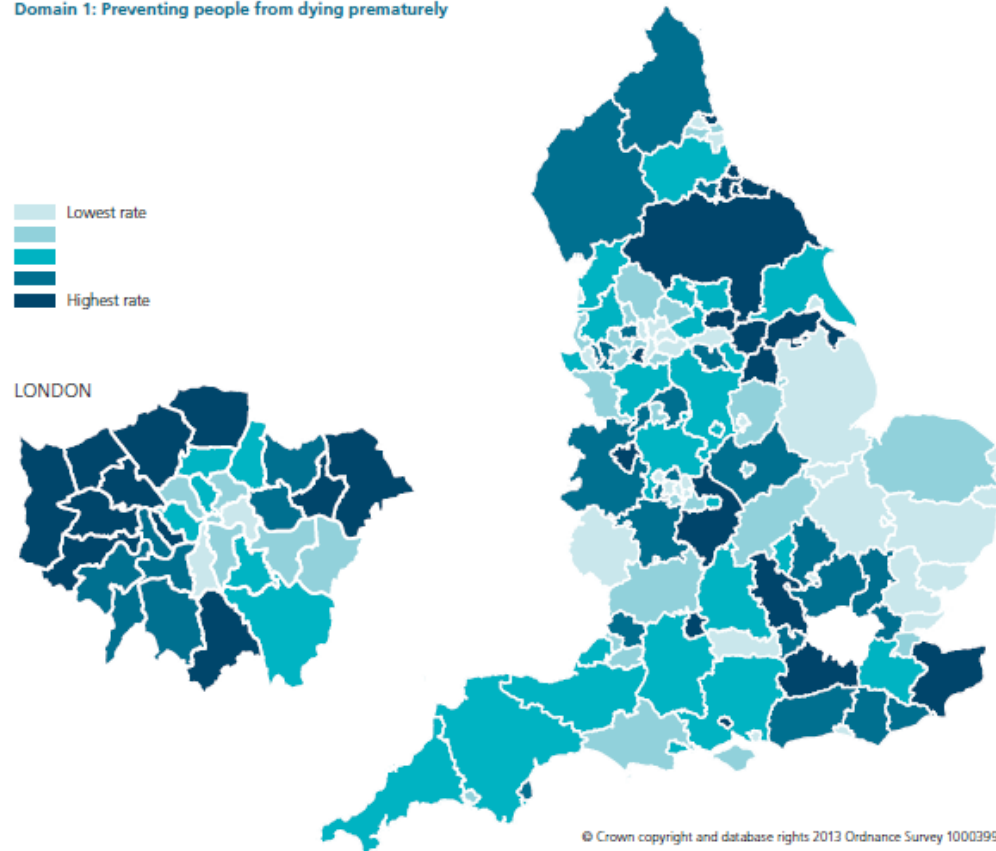 Domain 1: Preventing people from dying prematurely
Lowest rate
Highest rate
LONDON
© Crown copyright and database rights 2013 Ordnance Survey 1000399